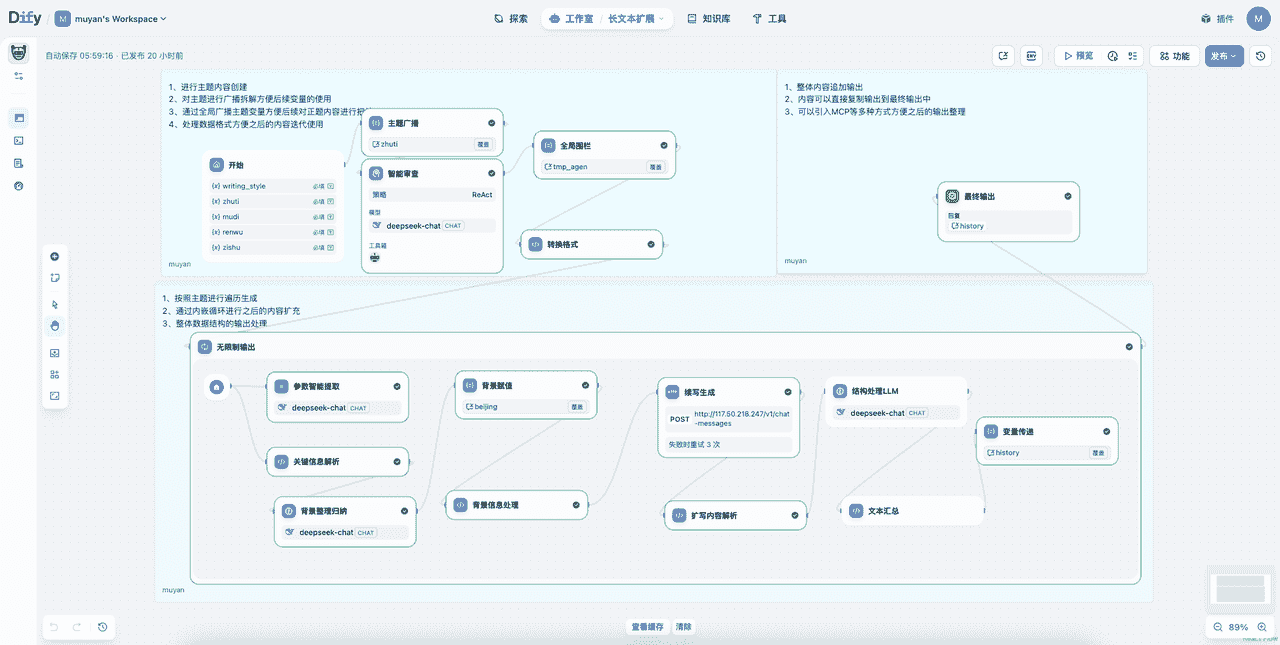 Dify / M muyan's Workspace
探索
工作室 / 长文本扩展
知识库
工具
插件
M
自动保存 05:59:16 · 已发布 20 小时前
ENV
预览
功能
发布
1、进行主题内容创建
2、对主题进行广播拆解方便后续变量的使用
3、通过全局广播主题变量方便后续对正题内容进行
4、处理数据格式方便之后的内容迭代使用
开始
{x} writing_style 必填
{x} zhuti 必填
{x} mudi 必填
{x} renwu 必填
{x} zishu 必填
muyan
主题广播
zhuti 覆盖
智能审查
策略 ReAct
模型
deepseek-chat CHAT
工具箱
全局围栏
tmp_agen 覆盖
转换格式
1、整体内容追加输出
2、内容可以直接复制输出到最终输出中
3、可以引入MCP等多种方式方便之后的输出整理
最终输出
回复
history
muyan
1、按照主题进行遍历生成
2、通过内嵌循环进行之后的内容扩充
3、整体数据结构的输出处理
无限制输出
参数智能提取
deepseek-chat CHAT
关键信息解析
背景整理归纳
deepseek-chat CHAT
背景赋值
beijing 覆盖
背景信息处理
续写生成
POST http://117.50.218.247/v1/chat
-messages
失败时重试 3 次
扩写内容解析
结构处理LLM
deepseek-chat CHAT
文本汇总
变量传递
history 覆盖
muyan
查看缓存
清除
89%